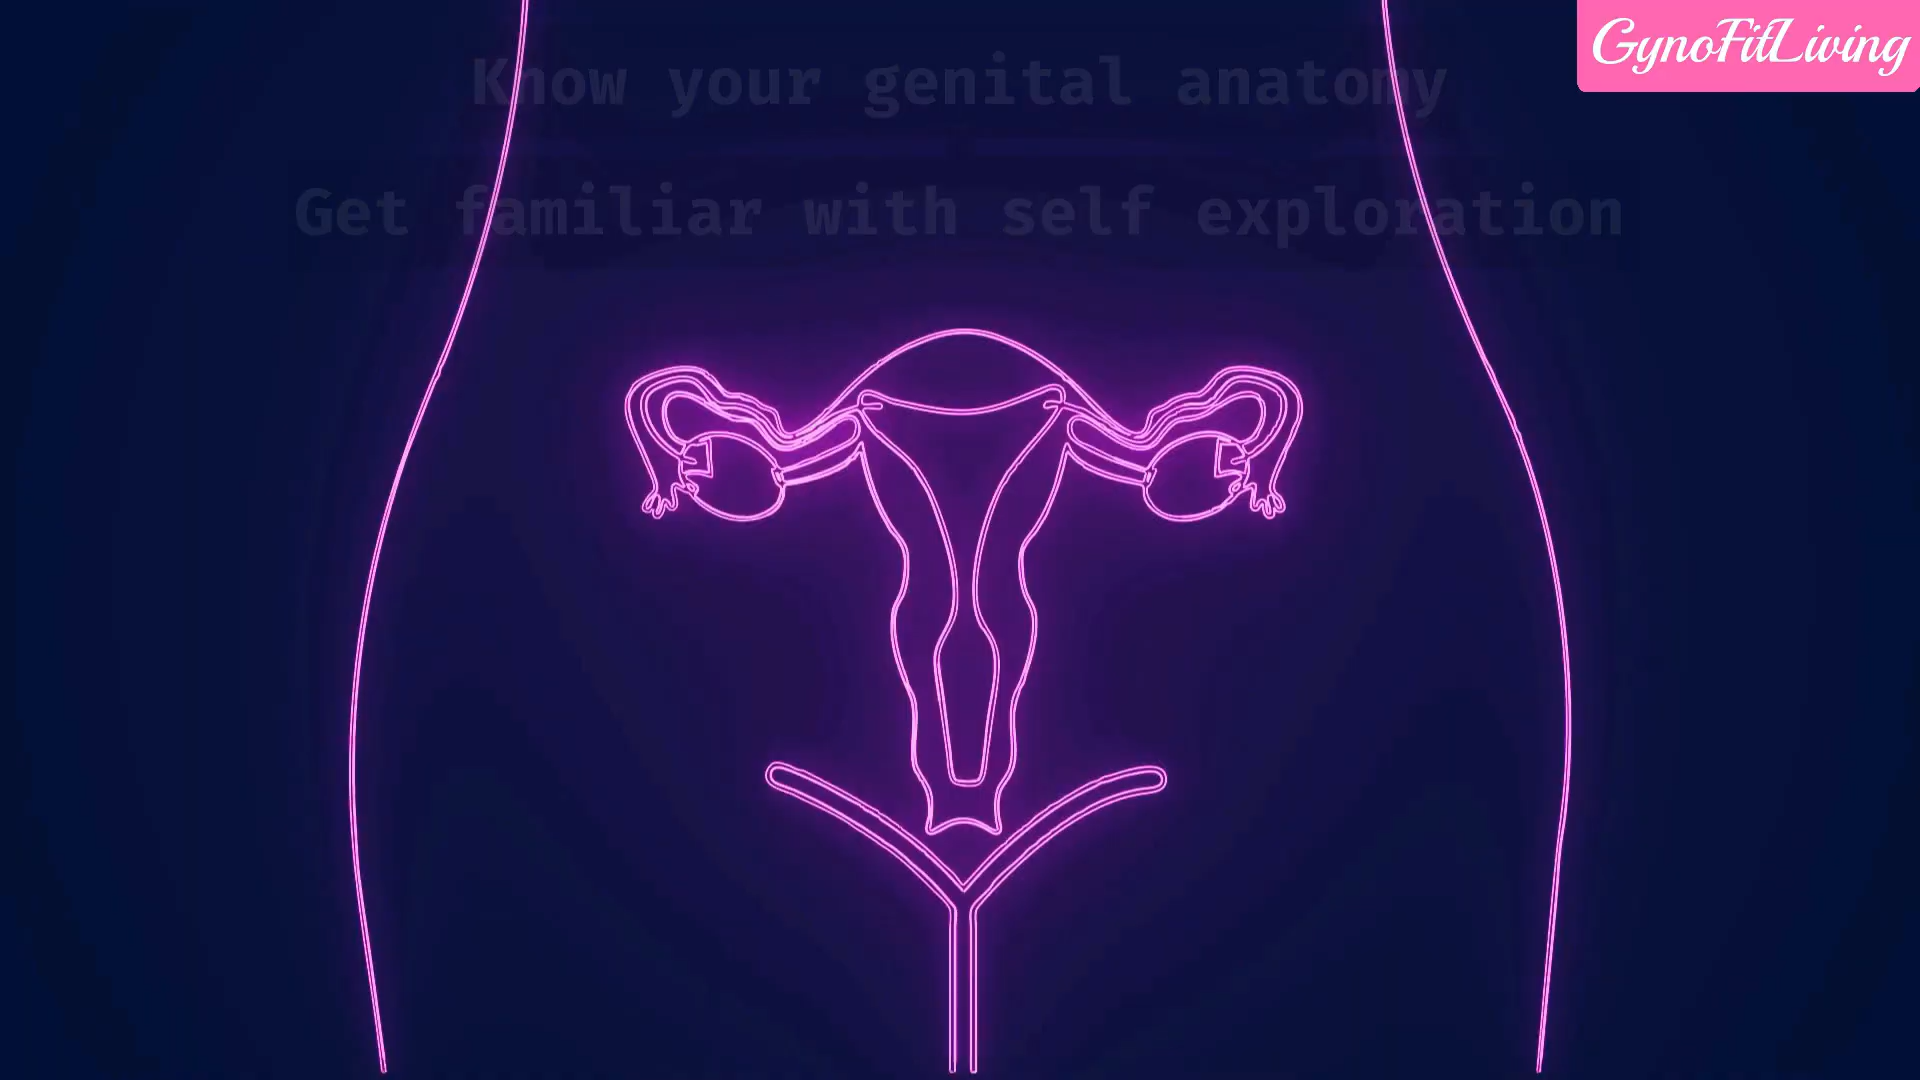 GynoFitLiving
Know your genital anatomy
Get familiar with self exploration